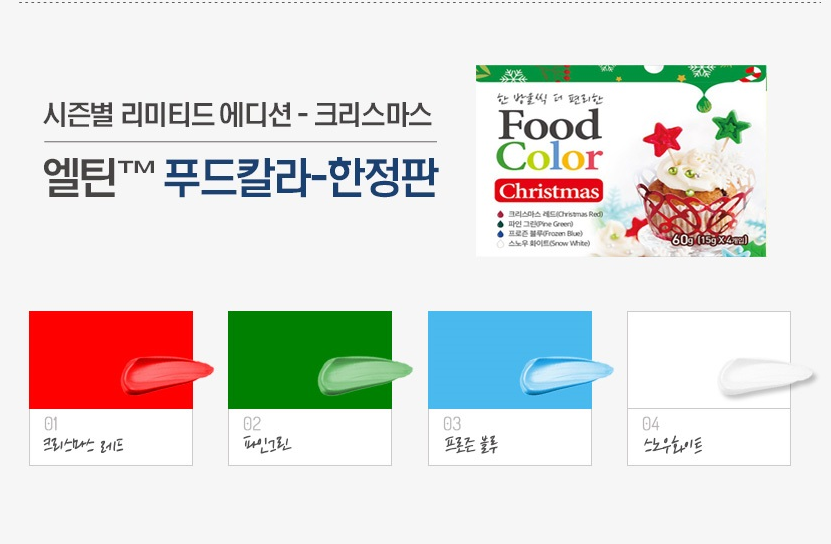 시즌별 리미티드 에디션 - 크리스마스
엘틴™ 푸드칼라-한정판
한 방울씩 더 편리한
Food
Color
Christmas
크리스마스 레드(Christmas Red)
파인 그린(Pine Green)
프로즌 블루(Frozen Blue)
스노우 화이트(Snow White)
60g (15g X 4개입)
01
크리스마스 레드
02
파인그린
03
프로즌 블루
04
스노우화이트